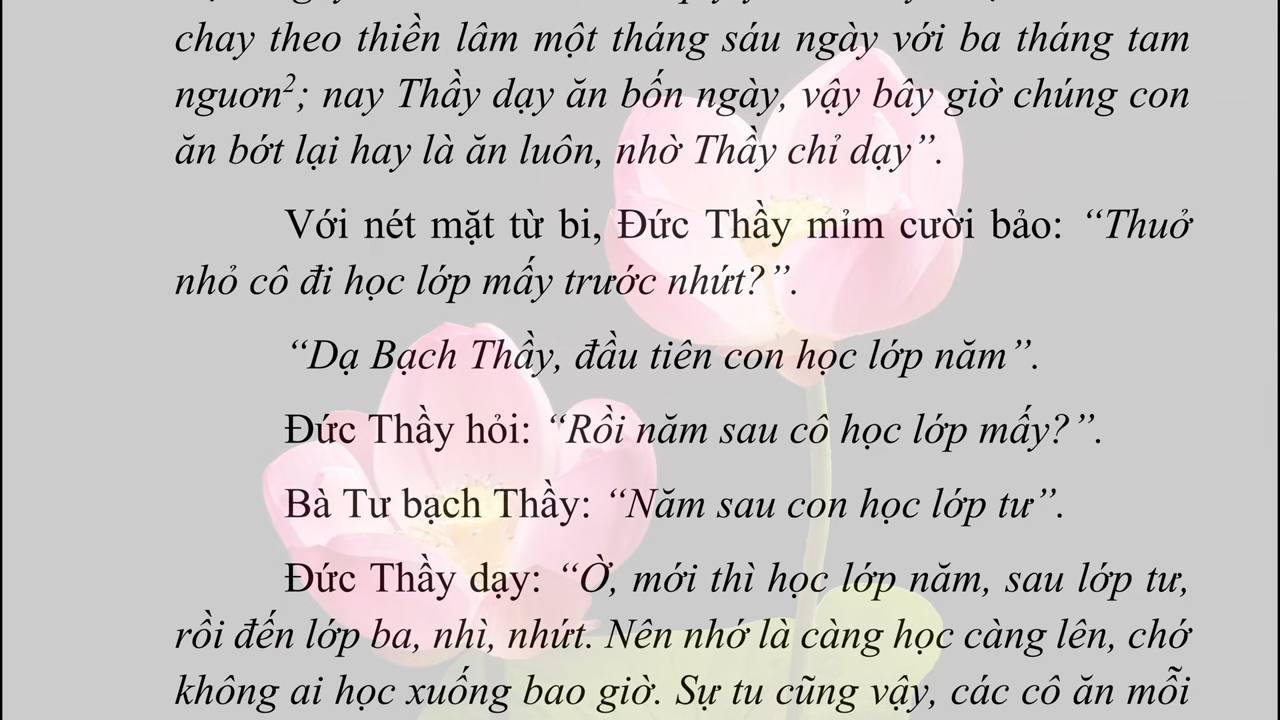 chay theo thiền lâm một tháng sáu ngày với ba tháng tam
nguơn²; nay Thầy dạy ăn bốn ngày, vậy bây giờ chúng con
ăn bớt lại hay là ăn luôn, nhờ Thầy chỉ dạy”.
Với nét mặt từ bi, Đức Thầy mỉm cười bảo: “Thuở
nhỏ cô đi học lớp mấy trước nhứt?”.
“Dạ Bạch Thầy, đầu tiên con học lớp năm”.
Đức Thầy hỏi: “Rồi năm sau cô học lớp mấy?”.
Bà Tư bạch Thầy: “Năm sau con học lớp tư”.
Đức Thầy dạy: “Ờ, mới thì học lớp năm, sau lớp tư,
rồi đến lớp ba, nhì, nhứt. Nên nhớ là càng học càng lên, chớ
không ai học xuống bao giờ. Sự tu cũng vậy, các cô ăn mỗi